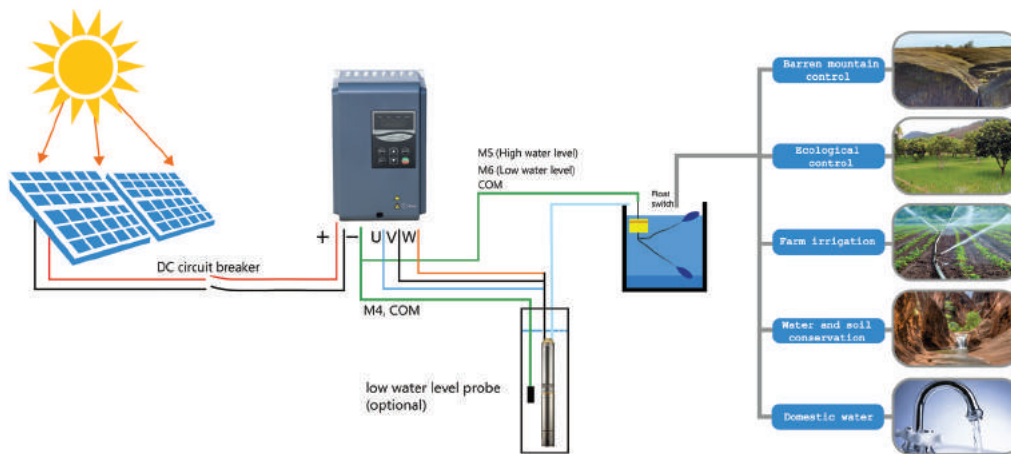 Barren mountain
control
M5 (High water level)
M6 (Low water level)
COM
Float
switch
Ecological
control
+ − U V W
DC circuit breaker
Farm irrigation
M4, COM
Water and soil
conservation
low water level probe
(optional)
Domestic water